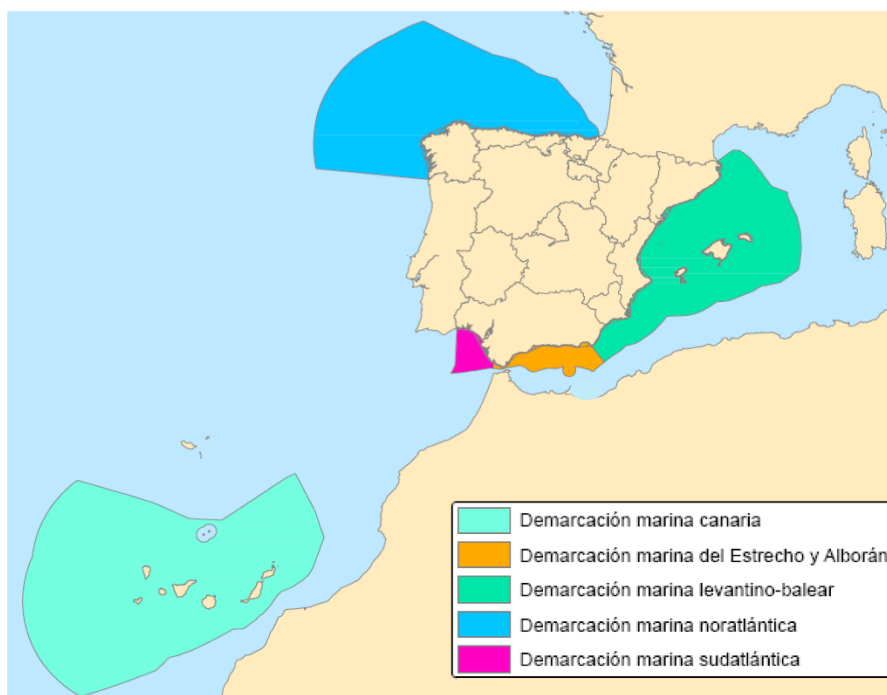 Demarcación marina canaria
Demarcación marina del Estrecho y Alborán
Demarcación marina levantino-balear
Demarcación marina noratlántica
Demarcación marina sudatlántica